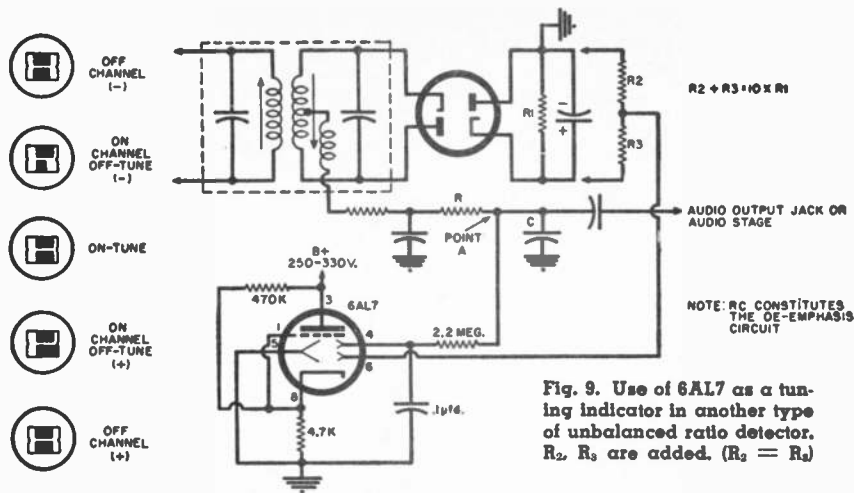 OFF
CHANNEL
(-)
ON
CHANNEL
OFF-TUNE
(-)
ON-TUNE
ON
CHANNEL
OFF-TUNE
(+)
OFF
CHANNEL
(+)
R1
-
+
R2
R3
R2 + R3=10 X R1
R
POINT
A
C
AUDIO OUTPUT JACK OR
AUDIO STAGE
B+
250-330V.
470K
3
6AL7
1
5
4
6
8
2.2 MEG.
.1µfd.
4.7K
NOTE: RC CONSTITUTES
THE DE-EMPHASIS
CIRCUIT
Fig. 9. Use of 6AL7 as a tun-
ing indicator in another type
of unbalanced ratio detector.
R₂, R₃ are added. (R₂ = R₃)